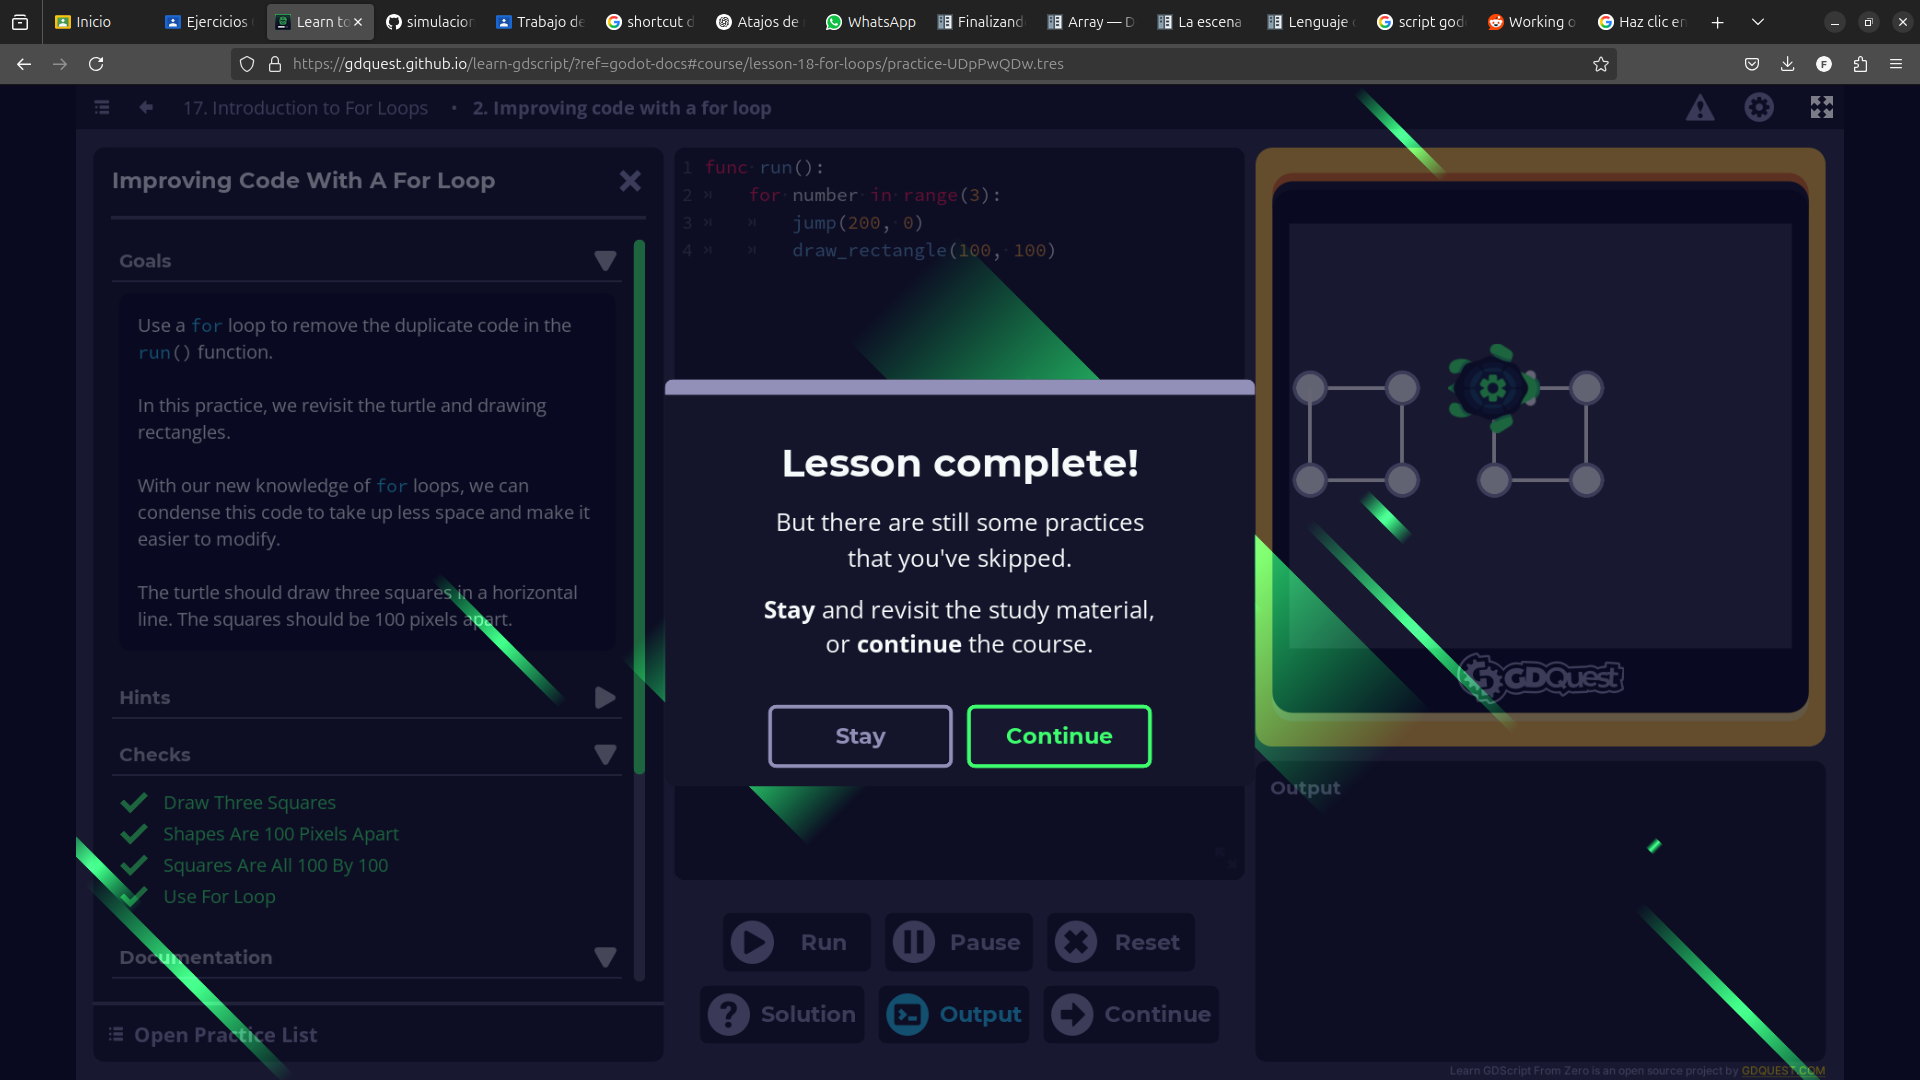 Inicio
Ejercicios
Learn to
simulacion
Trabajo de
shortcut d
Atajos de
WhatsApp
Finalizand
Array — D
La escena
Lenguaje
script god
Working o
Haz clic en
https://gdquest.github.io/learn-gdscript/?ref=godot-docs#course/lesson-18-for-loops/practice-UDpPwQDw.tres
17. Introduction to For Loops • 2. Improving code with a for loop
Improving Code With A For Loop
Goals
Use a for loop to remove the duplicate code in the
run() function.
In this practice, we revisit the turtle and drawing
rectangles.
With our new knowledge of for loops, we can
condense this code to take up less space and make it
easier to modify.
The turtle should draw three squares in a horizontal
line. The squares should be 100 pixels apart.
Hints
Checks
Draw Three Squares
Shapes Are 100 Pixels Apart
Squares Are All 100 By 100
Use For Loop
Documentation
Open Practice List
1 func run():
2 for number in range(3):
3 jump(200, 0)
4 draw_rectangle(100, 100)
Lesson complete!
But there are still some practices
that you've skipped.
Stay and revisit the study material,
or continue the course.
Stay
Continue
Run
Pause
Reset
Solution
Output
Continue
GDQuest
Output
Learn GDScript From Zero is an open source project by GDQUEST.COM